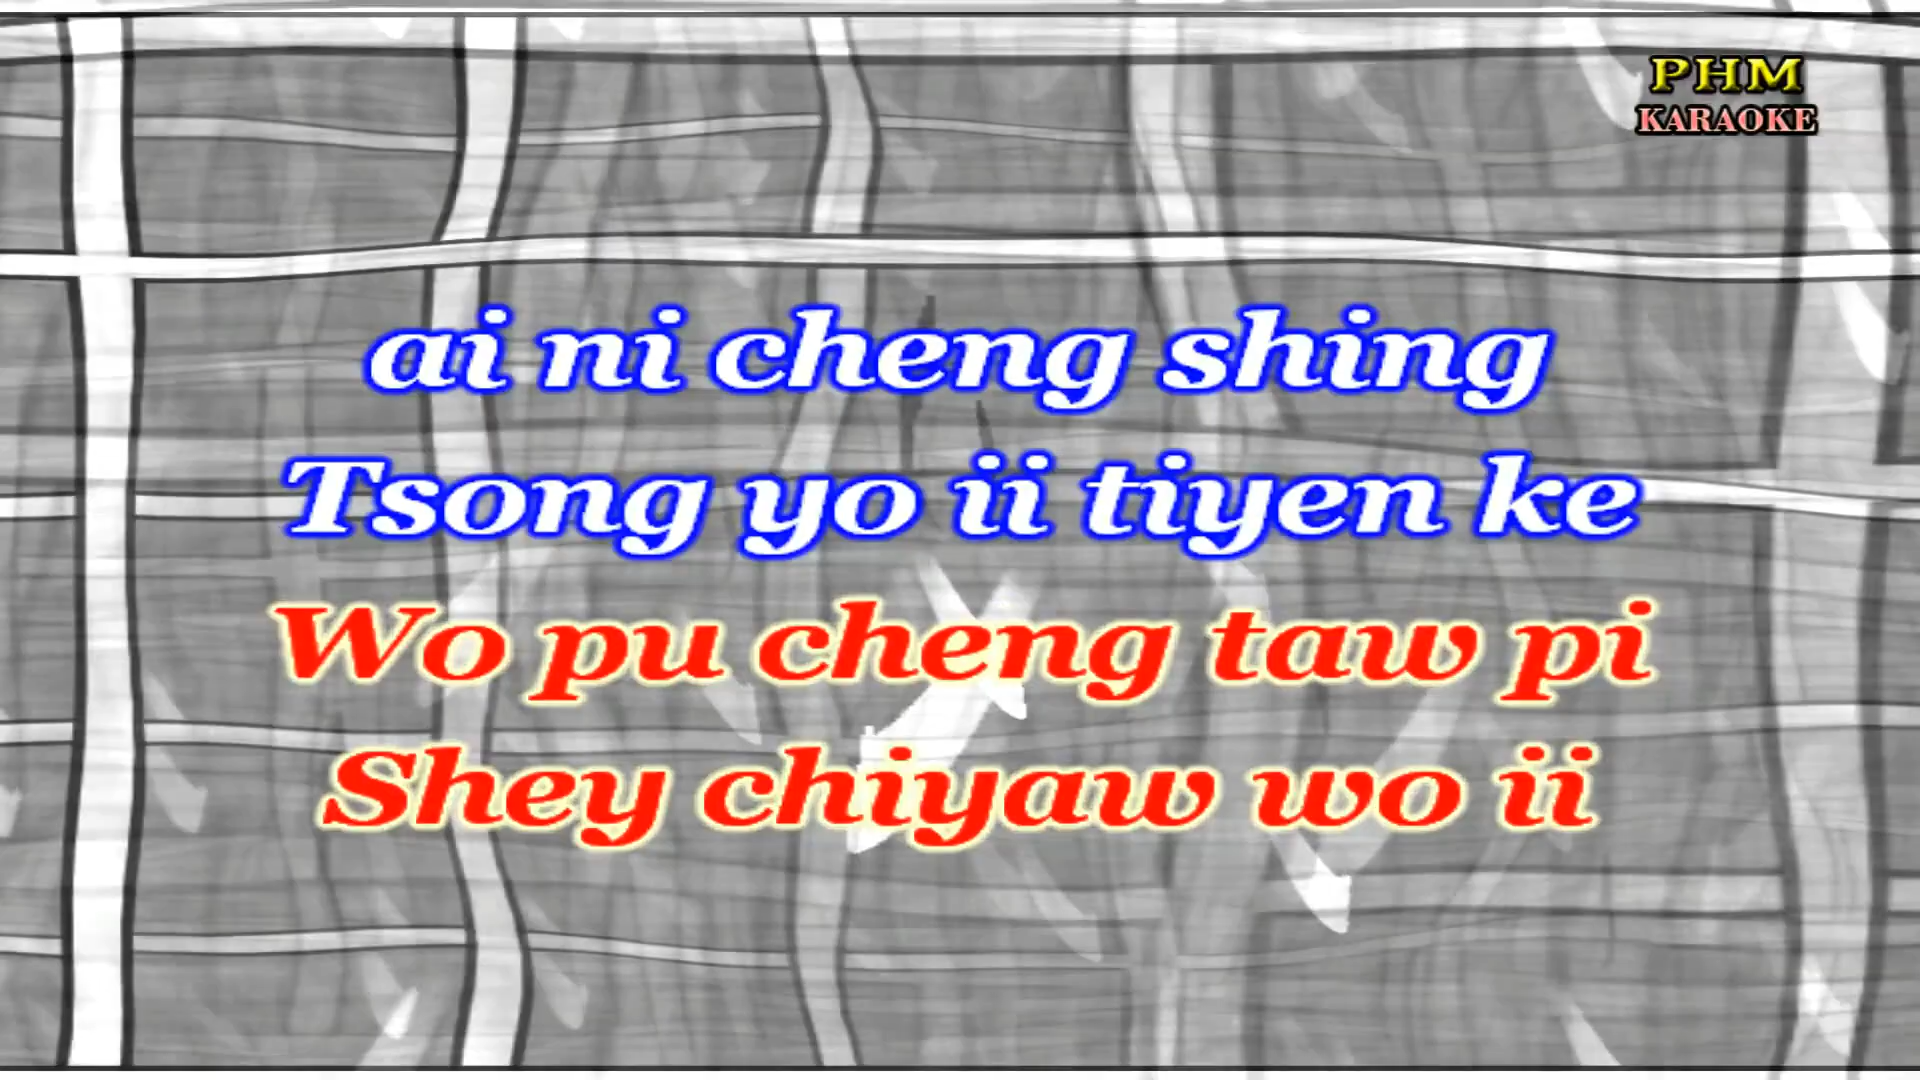 PHM
KARAOKE
ai ni cheng shing
Tsong yo ii tiyen ke
Wo pu cheng taw pi
Shey chiyaw wo ii